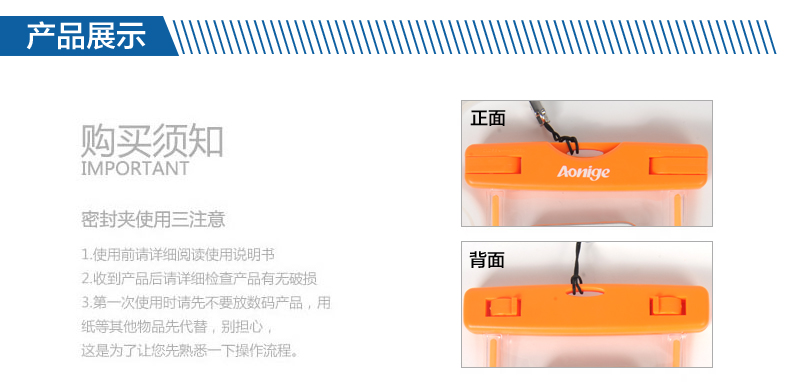 产品展示
购买须知
IMPORTANT
密封夹使用三注意
1.使用前请详细阅读使用说明书
2.收到产品后请详细检查产品有无破损
3.第一次使用时请先不要放数码产品，用
纸等其他物品先代替，别担心，
这是为了让您先熟悉一下操作流程。
正面
Aonige
背面